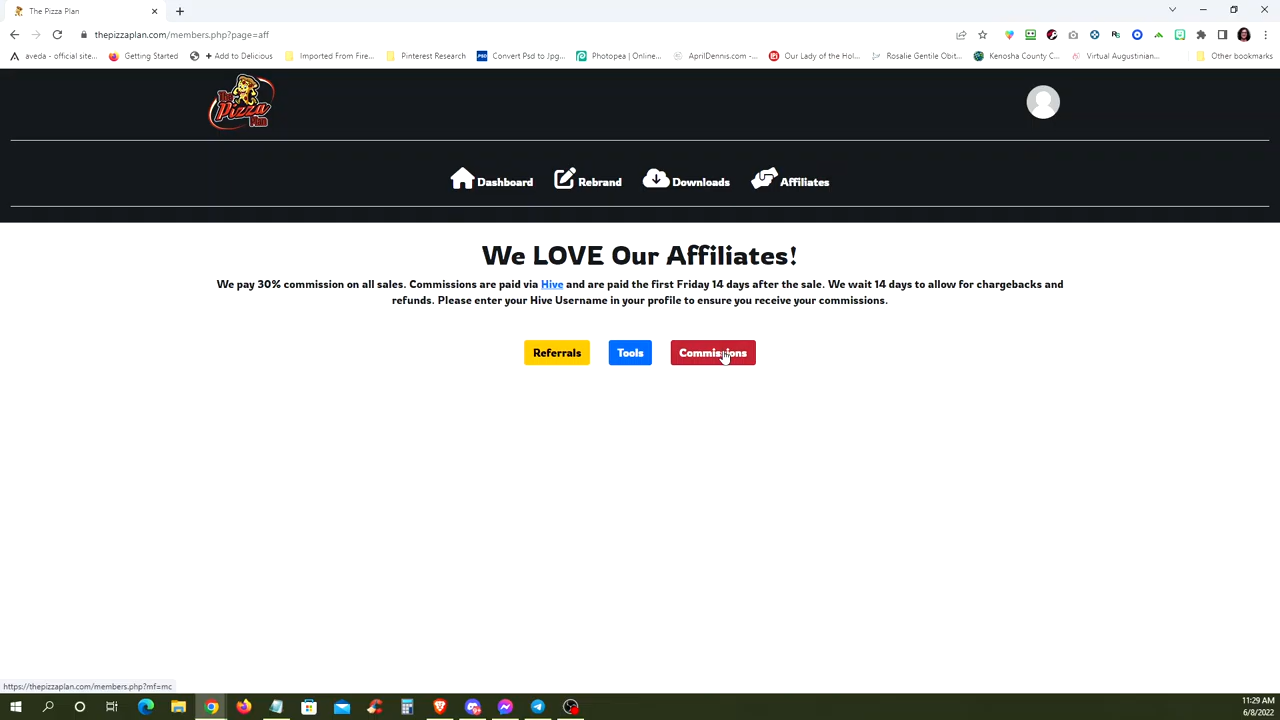 The Pizza Plan
thepizzaplan.com/members.php?page=aff
aveda - official site...
Getting Started
+ Add to Delicious
Imported From Fire...
Pinterest Research
Convert Psd to Jpg...
Photopea | Online...
AprilDennis.com -...
Our Lady of the Hol...
Rosalie Gentile Obit...
Kenosha County C...
Virtual Augustinian...
Other bookmarks
The
Pizza
Plan
Dashboard
Rebrand
Downloads
Affiliates
We LOVE Our Affiliates!
We pay 30% commission on all sales. Commissions are paid via Hive and are paid the first Friday 14 days after the sale. We wait 14 days to allow for chargebacks and
refunds. Please enter your Hive Username in your profile to ensure you receive your commissions.
Referrals
Tools
Commissions
https://thepizzaplan.com/members.php?mf=mc
11:29 AM
6/8/2022